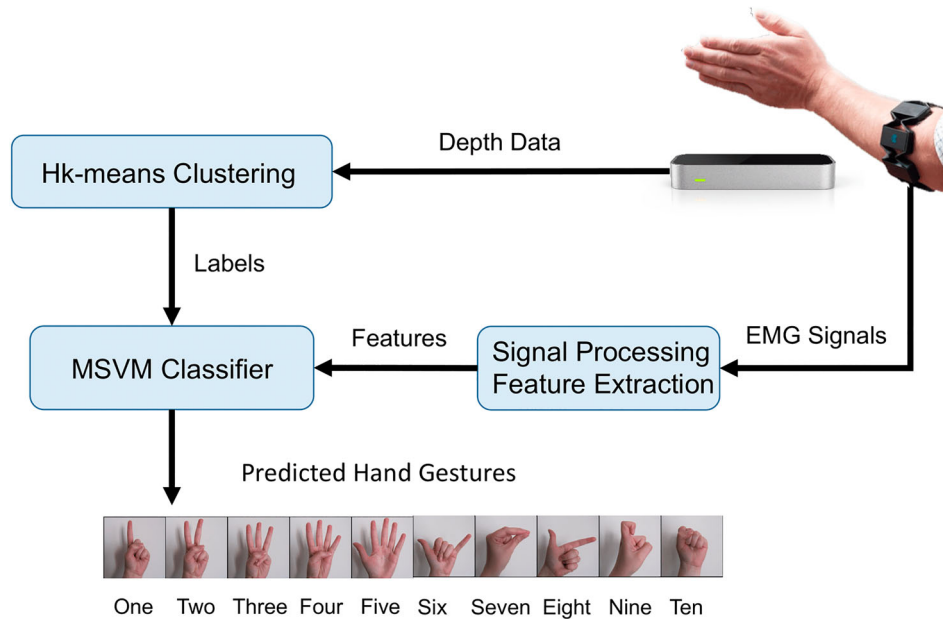 Depth Data
Hk-means Clustering
Labels
EMG Signals
Features
Signal Processing
Feature Extraction
MSVM Classifier
Predicted Hand Gestures
One Two Three Four Five Six Seven Eight Nine Ten